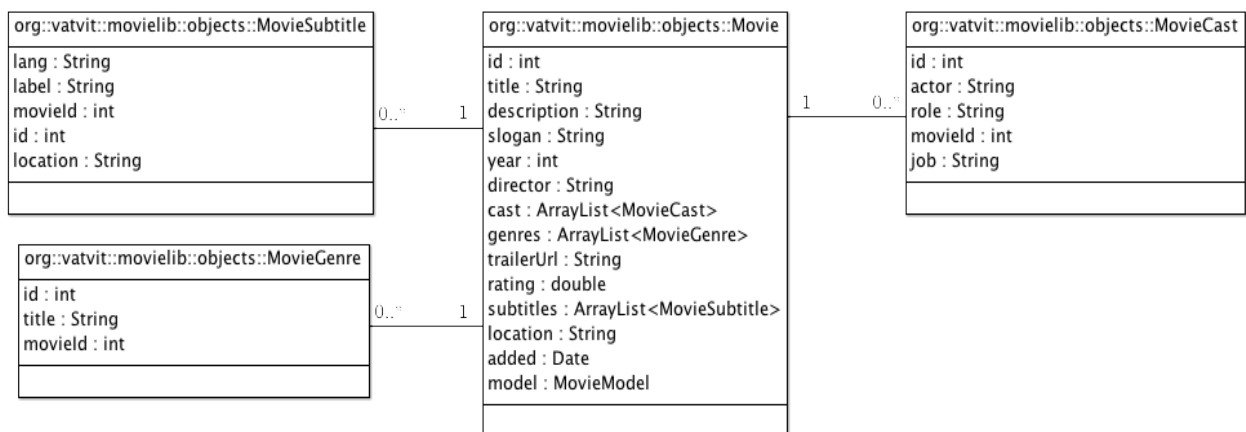 org::vatvit::movielib::objects::MovieSubtitle
lang : String
label : String
movieId : int
id : int
location : String
0..*
1
org::vatvit::movielib::objects::MovieGenre
id : int
title : String
movieId : int
0..*
1
org::vatvit::movielib::objects::Movie
id : int
title : String
description : String
slogan : String
year : int
director : String
cast : ArrayList<MovieCast>
genres : ArrayList<MovieGenre>
trailerUrl : String
rating : double
subtitles : ArrayList<MovieSubtitle>
location : String
added : Date
model : MovieModel
1
0..*
org::vatvit::movielib::objects::MovieCast
id : int
actor : String
role : String
movieId : int
job : String